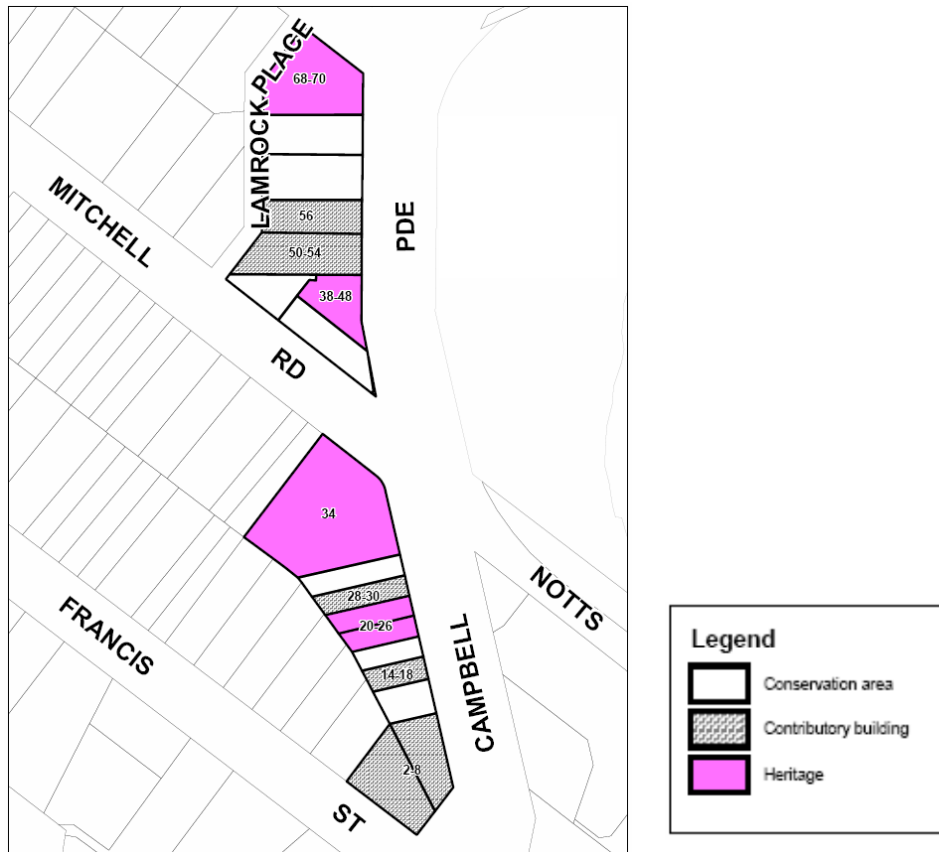 LAMROCK PLACE
68-70
MITCHELL
56
PDE
50-54
38-48
RD
34
28-30
NOTTS
FRANCIS
20-26
14-18
CAMPBELL
2-8
ST
Legend
Conservation area
Contributory building
Heritage